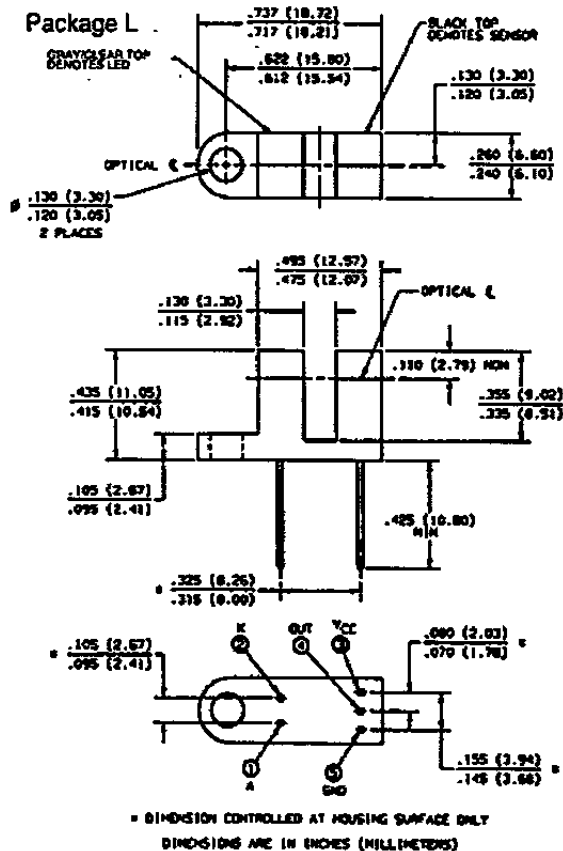 Package L
.737 (18.72)
.717 (18.21)
BLACK TOP
DENOTES SENSOR
GRAY/CLEAR TOP
DENOTES LED
.622 (15.80)
.612 (15.54)
.130 (3.30)
.120 (3.05)
OPTICAL ℄
.260 (6.60)
.240 (6.10)
ø .130 (3.30)
.120 (3.05)
2 PLACES
.495 (12.57)
.475 (12.07)
.130 (3.30)
.115 (2.92)
OPTICAL ℄
.110 (2.79) NOM
.435 (11.05)
.415 (10.54)
.355 (9.02)
.335 (8.51)
.105 (2.67)
.095 (2.41)
.425 (10.80)
MIN
* .325 (8.26)
.315 (8.00)
K OUT VCC
2 4 3
* .105 (2.67)
.095 (2.41)
.080 (2.03) *
.070 (1.78)
1 5
A GND
.155 (3.94) *
.145 (3.68)
* DIMENSION CONTROLLED AT HOUSING SURFACE ONLY
DIMENSIONS ARE IN INCHES (MILLIMETERS)